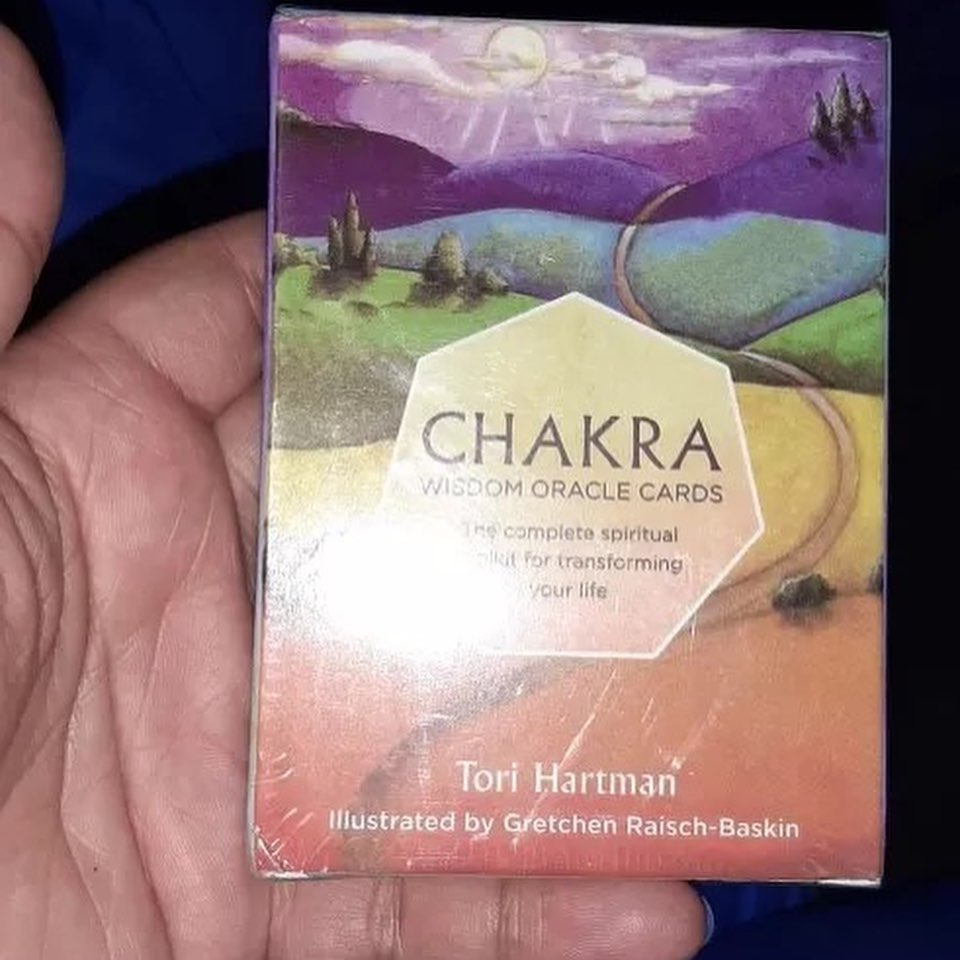 CHAKRA
WISDOM ORACLE CARDS
The complete spiritual
for transforming
your life
Tori Hartman
Illustrated by Gretchen Raisch-Baskin